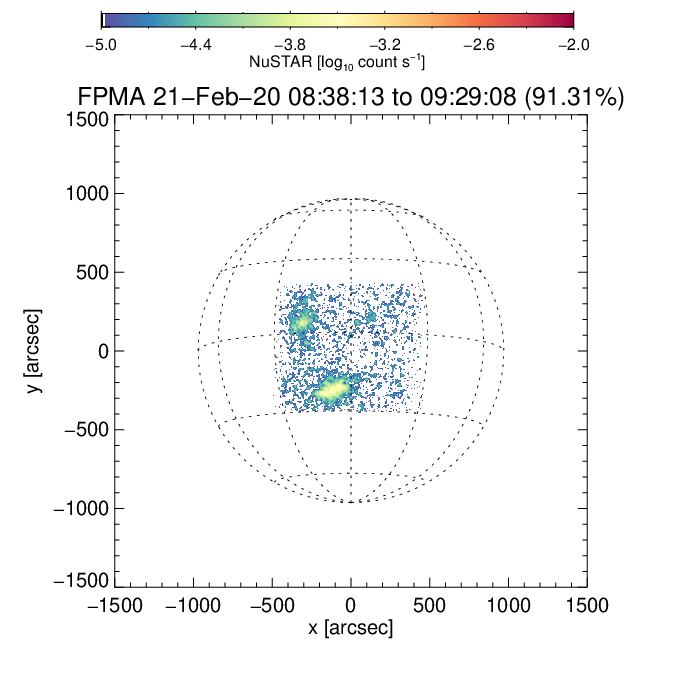 −5.0 −4.4 −3.8 −3.2 −2.6 −2.0
NuSTAR [log₁₀ count s⁻¹]
FPMA 21−Feb−20 08:38:13 to 09:29:08 (91.31%)
1500
1000
500
0
−500
−1000
−1500
y [arcsec]
−1500 −1000 −500 0 500 1000 1500
x [arcsec]